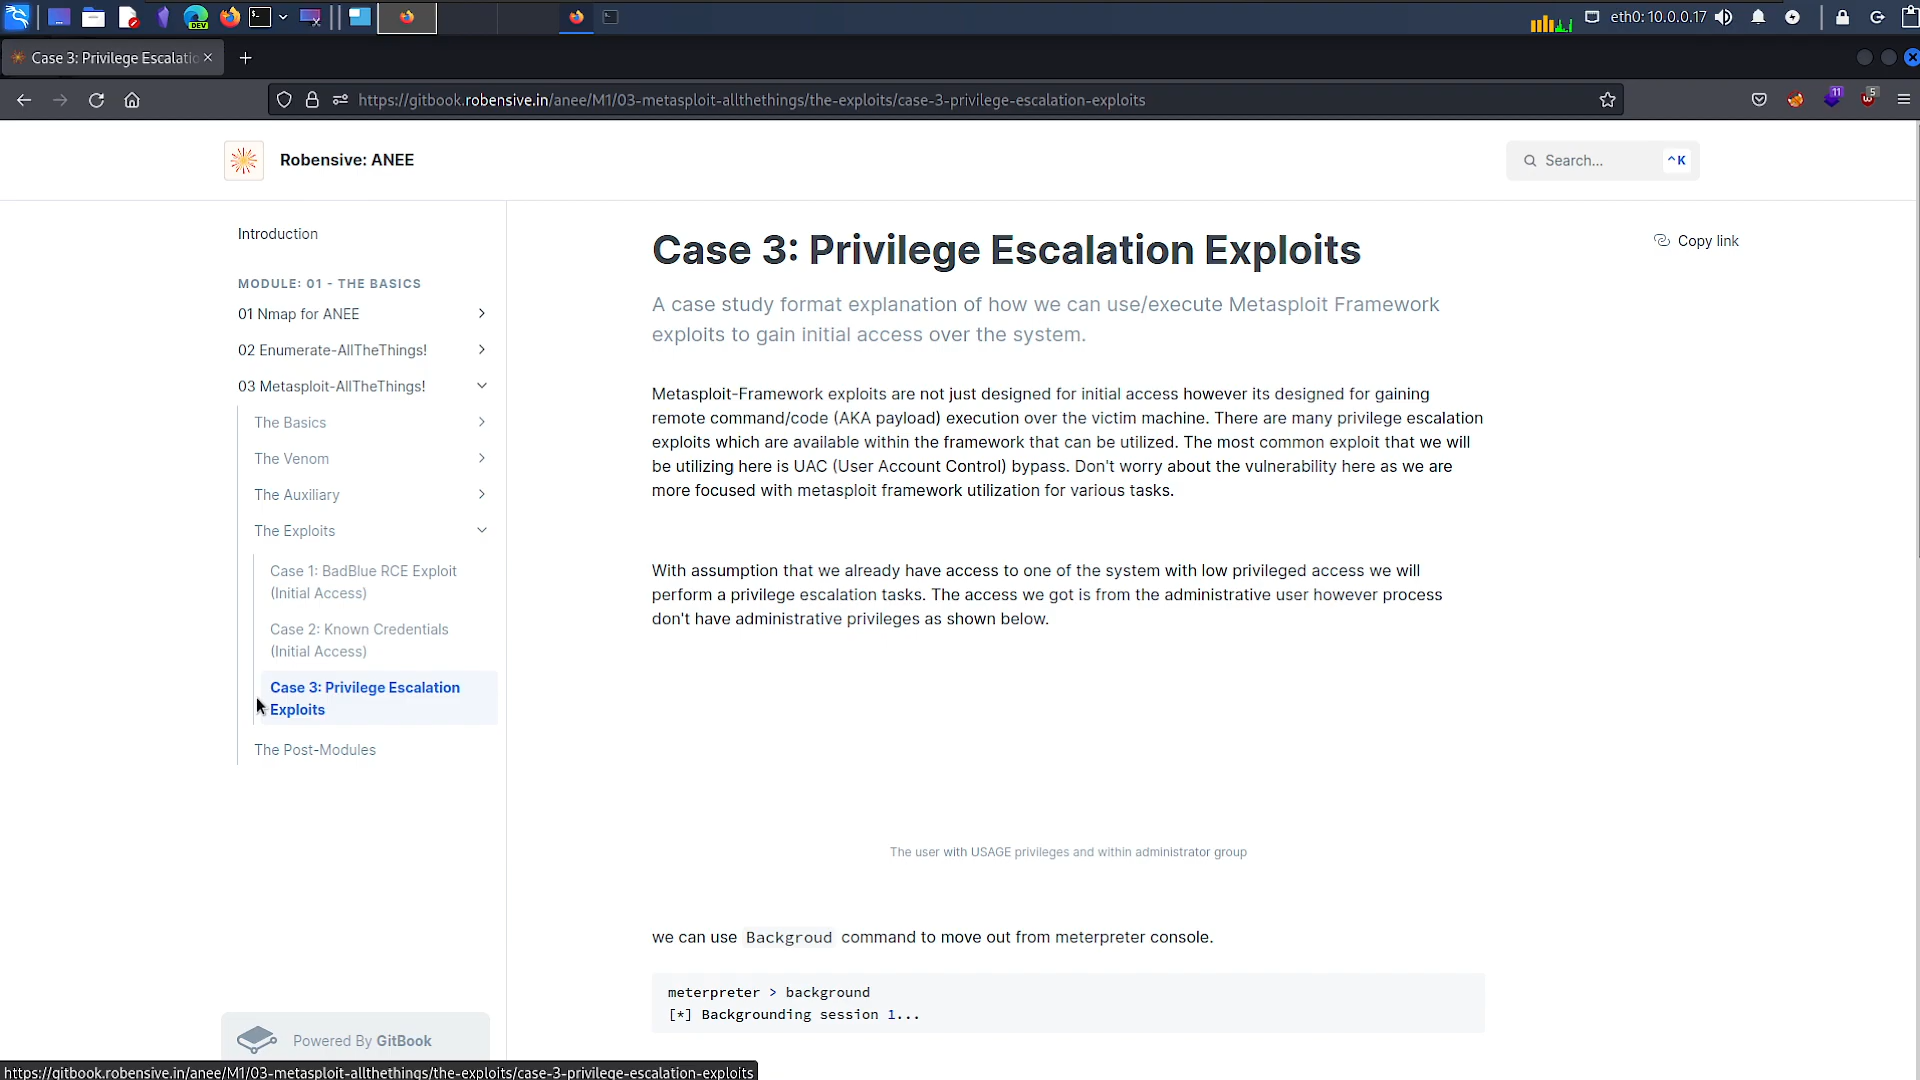 DEV
eth0: 10.0.0.17
Case 3: Privilege Escalatio
https://gitbook.robensive.in/anee/M1/03-metasploit-allthethings/the-exploits/case-3-privilege-escalation-exploits
11
5
Robensive: ANEE
Search...
^K
Introduction
MODULE: 01 - THE BASICS
01 Nmap for ANEE
02 Enumerate-AllTheThings!
03 Metasploit-AllTheThings!
The Basics
The Venom
The Auxiliary
The Exploits
Case 1: BadBlue RCE Exploit
(Initial Access)
Case 2: Known Credentials
(Initial Access)
Case 3: Privilege Escalation
Exploits
The Post-Modules
Powered By GitBook
Case 3: Privilege Escalation Exploits
Copy link
A case study format explanation of how we can use/execute Metasploit Framework
exploits to gain initial access over the system.
Metasploit-Framework exploits are not just designed for initial access however its designed for gaining
remote command/code (AKA payload) execution over the victim machine. There are many privilege escalation
exploits which are available within the framework that can be utilized. The most common exploit that we will
be utilizing here is UAC (User Account Control) bypass. Don't worry about the vulnerability here as we are
more focused with metasploit framework utilization for various tasks.
With assumption that we already have access to one of the system with low privileged access we will
perform a privilege escalation tasks. The access we got is from the administrative user however process
don't have administrative privileges as shown below.
The user with USAGE privileges and within administrator group
we can use Backgroud command to move out from meterpreter console.
meterpreter > background
[*] Backgrounding session 1...
https://gitbook.robensive.in/anee/M1/03-metasploit-allthethings/the-exploits/case-3-privilege-escalation-exploits